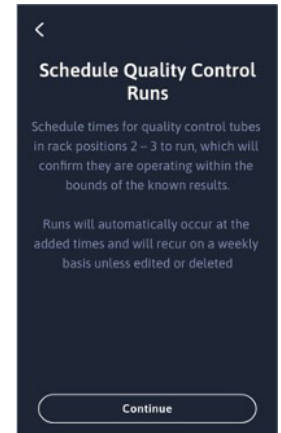 Schedule Quality Control
Runs
Schedule times for quality control tubes
in rack positions 2 – 3 to run, which will
confirm they are operating within the
bounds of the known results.
Runs will automatically occur at the
added times and will recur on a weekly
basis unless edited or deleted
Continue